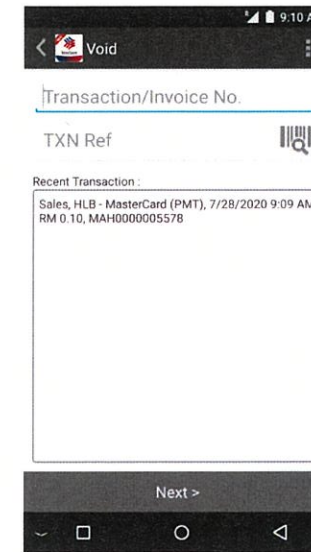 9:10 A
Void
Transaction/Invoice No.
TXN Ref
Recent Transaction :
Sales, HLB - MasterCard (PMT), 7/28/2020 9:09 AM
RM 0.10, MAH0000005578
Next >